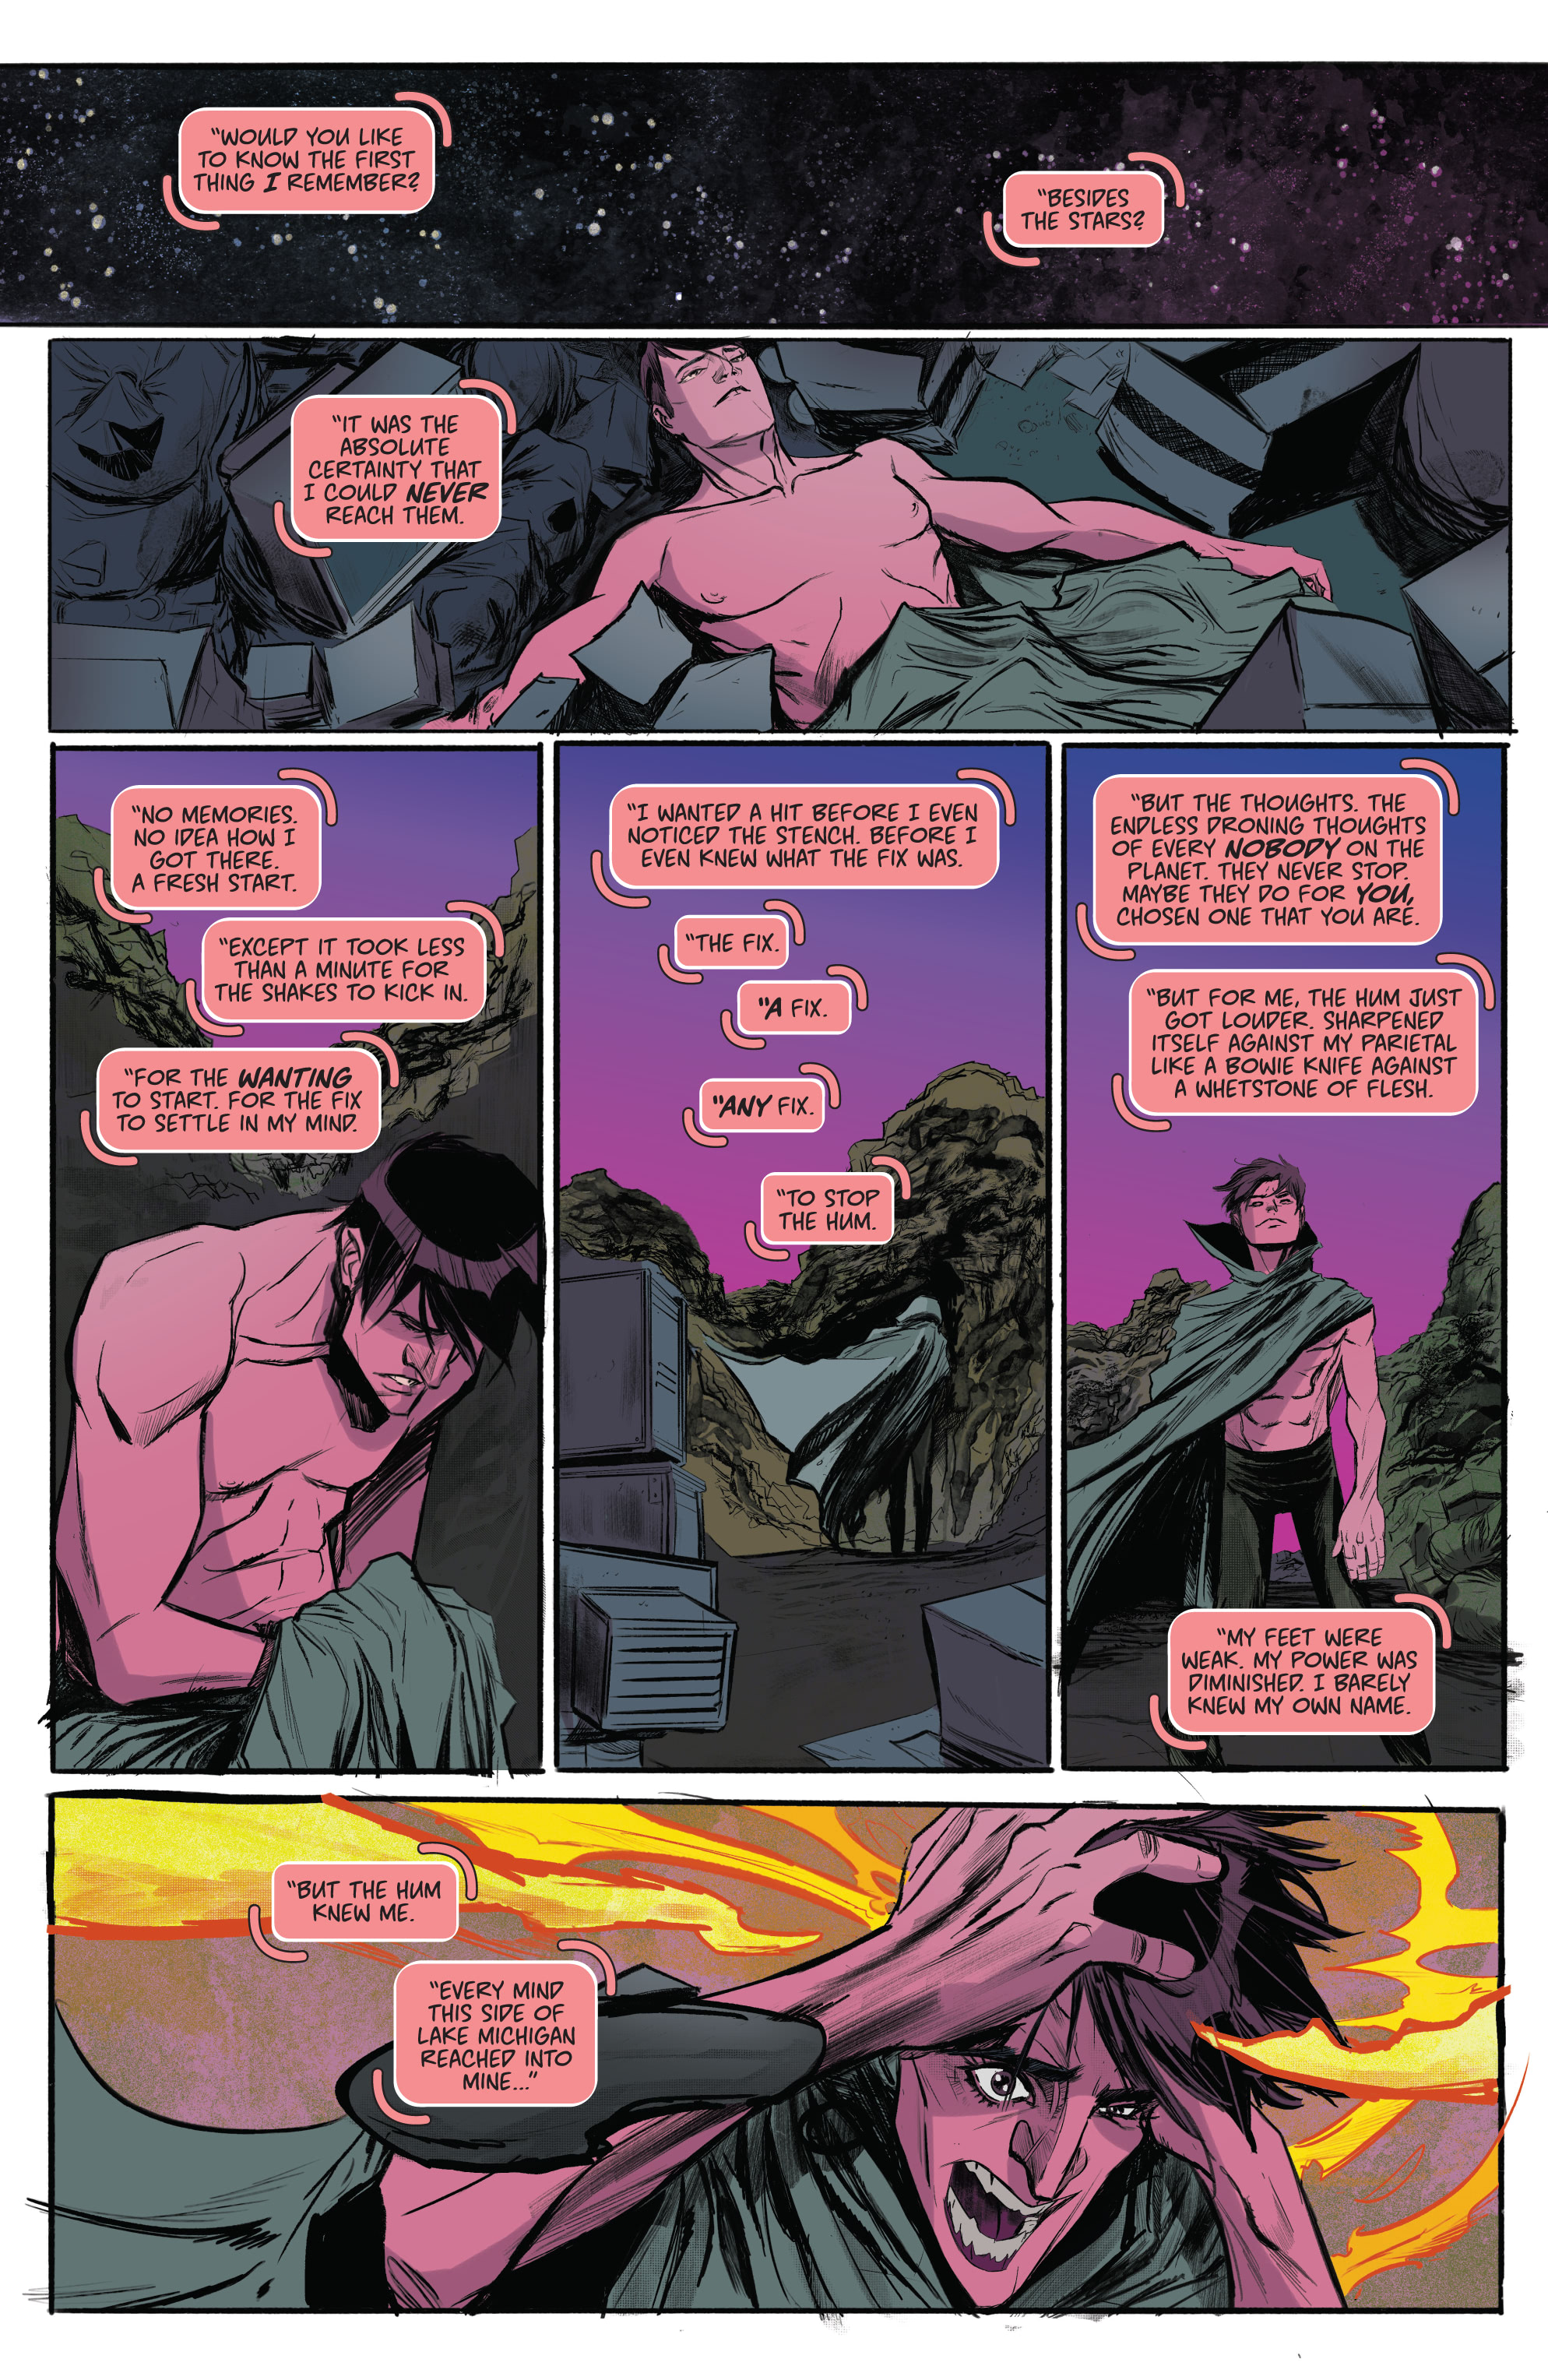 "WOULD YOU LIKE
TO KNOW THE FIRST
THING I REMEMBER?
"BESIDES
THE STARS?
"IT WAS THE
ABSOLUTE
CERTAINTY THAT
I COULD NEVER
REACH THEM.
"NO MEMORIES.
NO IDEA HOW I
GOT THERE.
A FRESH START.
"EXCEPT IT TOOK LESS
THAN A MINUTE FOR
THE SHAKES TO KICK IN.
"FOR THE WANTING
TO START. FOR THE FIX
TO SETTLE IN MY MIND.
"I WANTED A HIT BEFORE I EVEN
NOTICED THE STENCH. BEFORE I
EVEN KNEW WHAT THE FIX WAS.
"THE FIX.
"A FIX.
"ANY FIX.
"TO STOP
THE HUM.
"BUT THE THOUGHTS. THE
ENDLESS DRONING THOUGHTS
OF EVERY NOBODY ON THE
PLANET. THEY NEVER STOP.
MAYBE THEY DO FOR YOU,
CHOSEN ONE THAT YOU ARE.
"BUT FOR ME, THE HUM JUST
GOT LOUDER. SHARPENED
ITSELF AGAINST MY PARIETAL
LIKE A BOWIE KNIFE AGAINST
A WHETSTONE OF FLESH.
"MY FEET WERE
WEAK. MY POWER WAS
DIMINISHED. I BARELY
KNEW MY OWN NAME.
"BUT THE HUM
KNEW ME.
"EVERY MIND
THIS SIDE OF
LAKE MICHIGAN
REACHED INTO
MINE..."